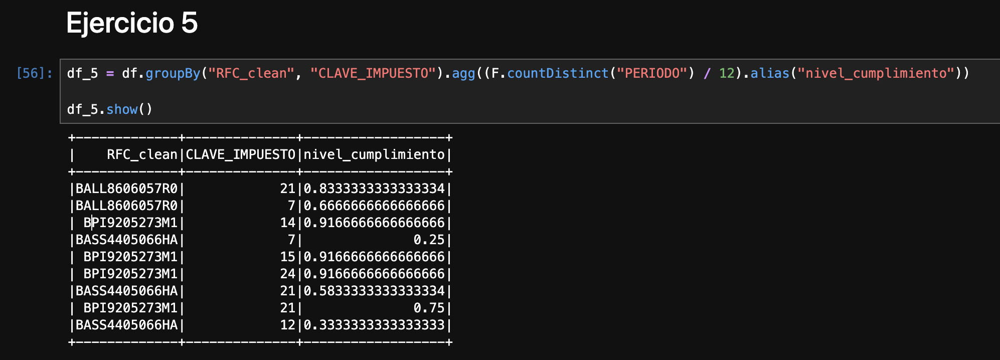 Ejercicio 5
[56]: df_5 = df.groupBy("RFC_clean", "CLAVE_IMPUESTO").agg((F.countDistinct("PERIODO") / 12).alias("nivel_cumplimiento"))
df_5.show()
+-------------+--------------+------------------+
|    RFC_clean|CLAVE_IMPUESTO|nivel_cumplimiento|
+-------------+--------------+------------------+
|BALL8606057R0|            21|0.8333333333333334|
|BALL8606057R0|             7|0.6666666666666666|
| BPI9205273M1|            14|0.9166666666666666|
|BASS4405066HA|             7|              0.25|
| BPI9205273M1|            15|0.9166666666666666|
| BPI9205273M1|            24|0.9166666666666666|
|BASS4405066HA|            21|0.5833333333333334|
| BPI9205273M1|            21|              0.75|
|BASS4405066HA|            12|0.3333333333333333|
+-------------+--------------+------------------+